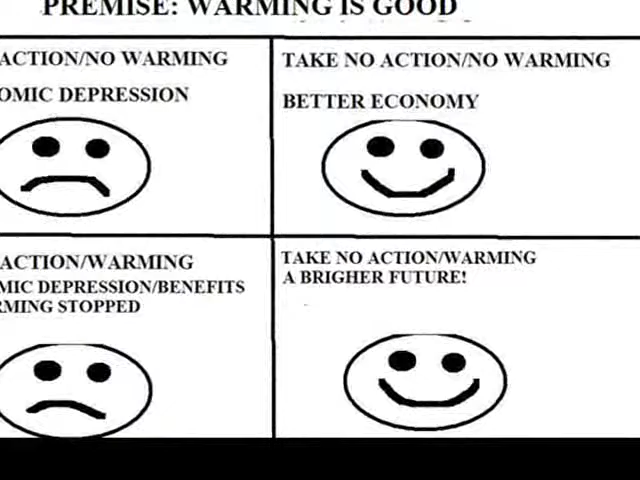 PREMISE: WARMING IS GOOD
ACTION/NO WARMING
OMIC DEPRESSION
TAKE NO ACTION/NO WARMING
BETTER ECONOMY
ACTION/WARMING
MIC DEPRESSION/BENEFITS
RMING STOPPED
TAKE NO ACTION/WARMING
A BRIGHER FUTURE!